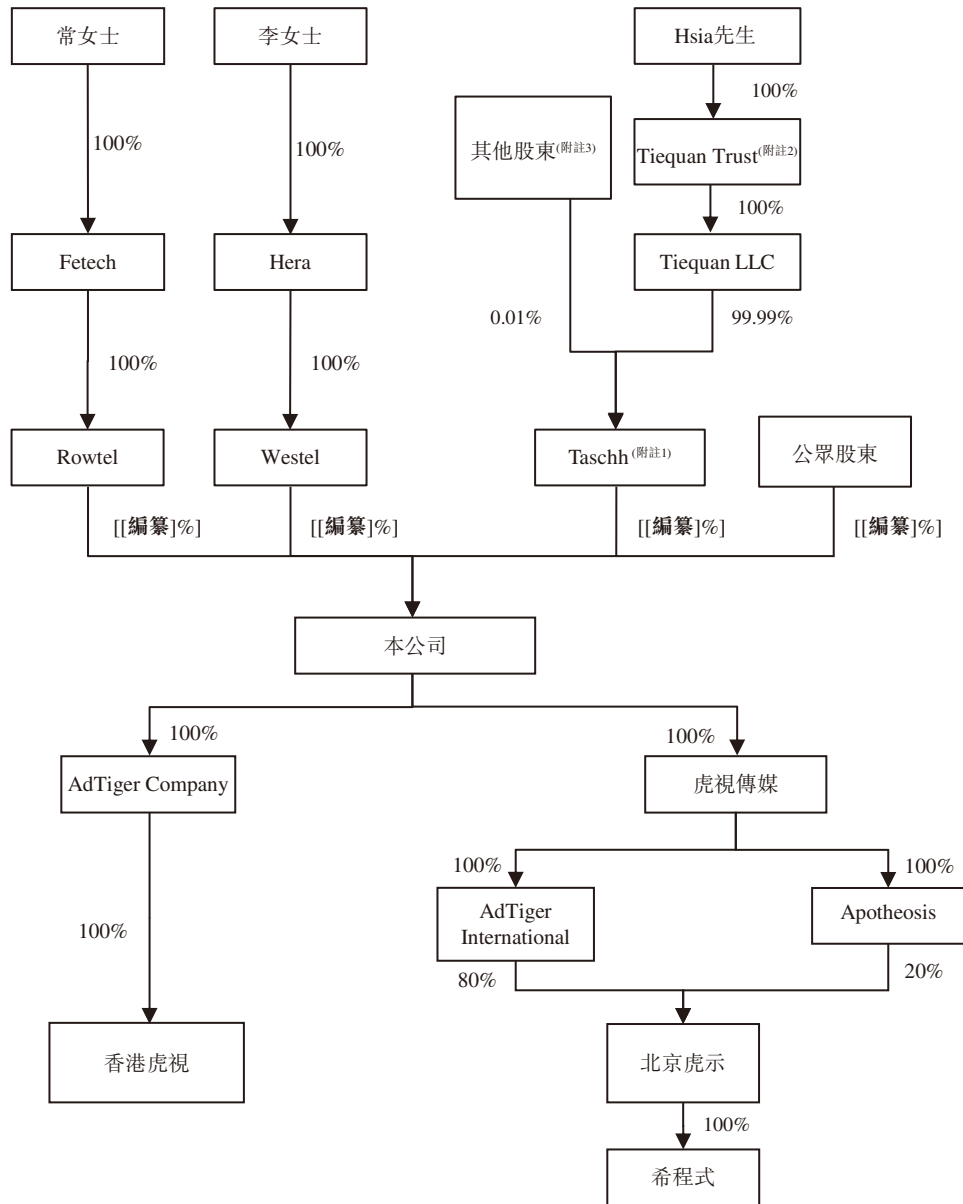 常女士
李女士
Hsia先生
100%
100%
100%
其他股東(附註3)
Tiequan Trust(附註2)
100%
Fetech
Hera
Tiequan LLC
100%
100%
0.01%
99.99%
Rowtel
Westel
Taschh(附註1)
公眾股東
[[編纂]%]
[[編纂]%]
[[編纂]%]
[[編纂]%]
本公司
100%
100%
AdTiger Company
虎視傳媒
100%
100%
AdTiger
International
Apotheosis
100%
80%
20%
香港虎視
北京虎示
100%
希程式